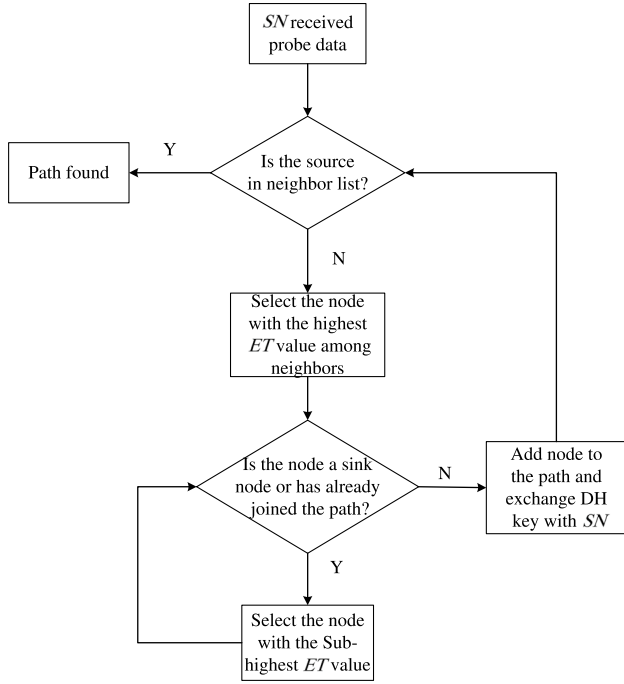 SN received
probe data
Y
Is the source
in neighbor list?
Path found
N
Select the node
with the highest
ET value among
neighbors
Is the node a sink
node or has already
joined the path?
N
Add node to
the path and
exchange DH
key with SN
Y
Select the node
with the Sub-
highest ET value